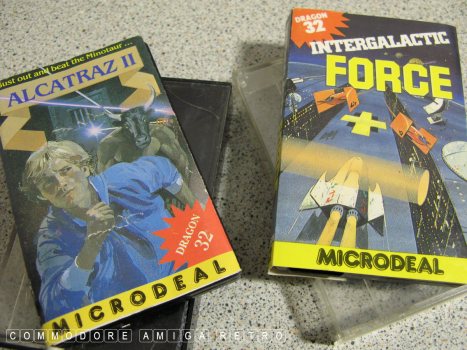 Bust out and beat the Minotaur...
ALCATRAZ II
DRAGON
32
MICRODEAL
DRAGON
32
INTERGALACTIC
FORCE
MICRODEAL
COMMODORE AMIGA RETRO